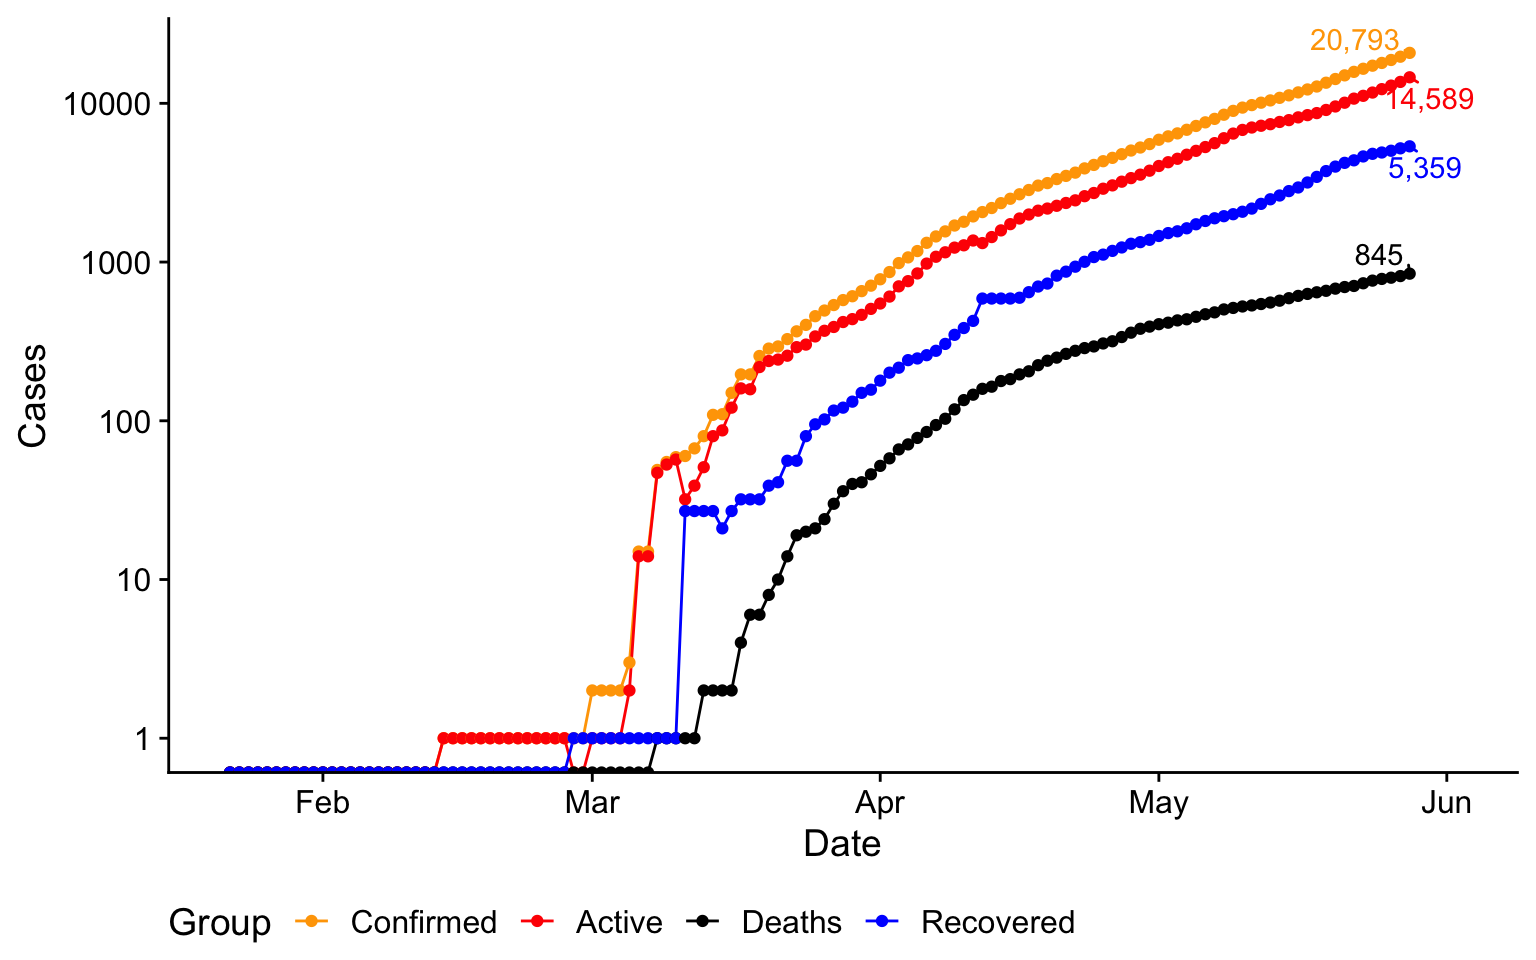 20,793
14,589
5,359
845
10000
1000
100
10
1
Cases
Feb Mar Apr May Jun
Date
Group Confirmed Active Deaths Recovered